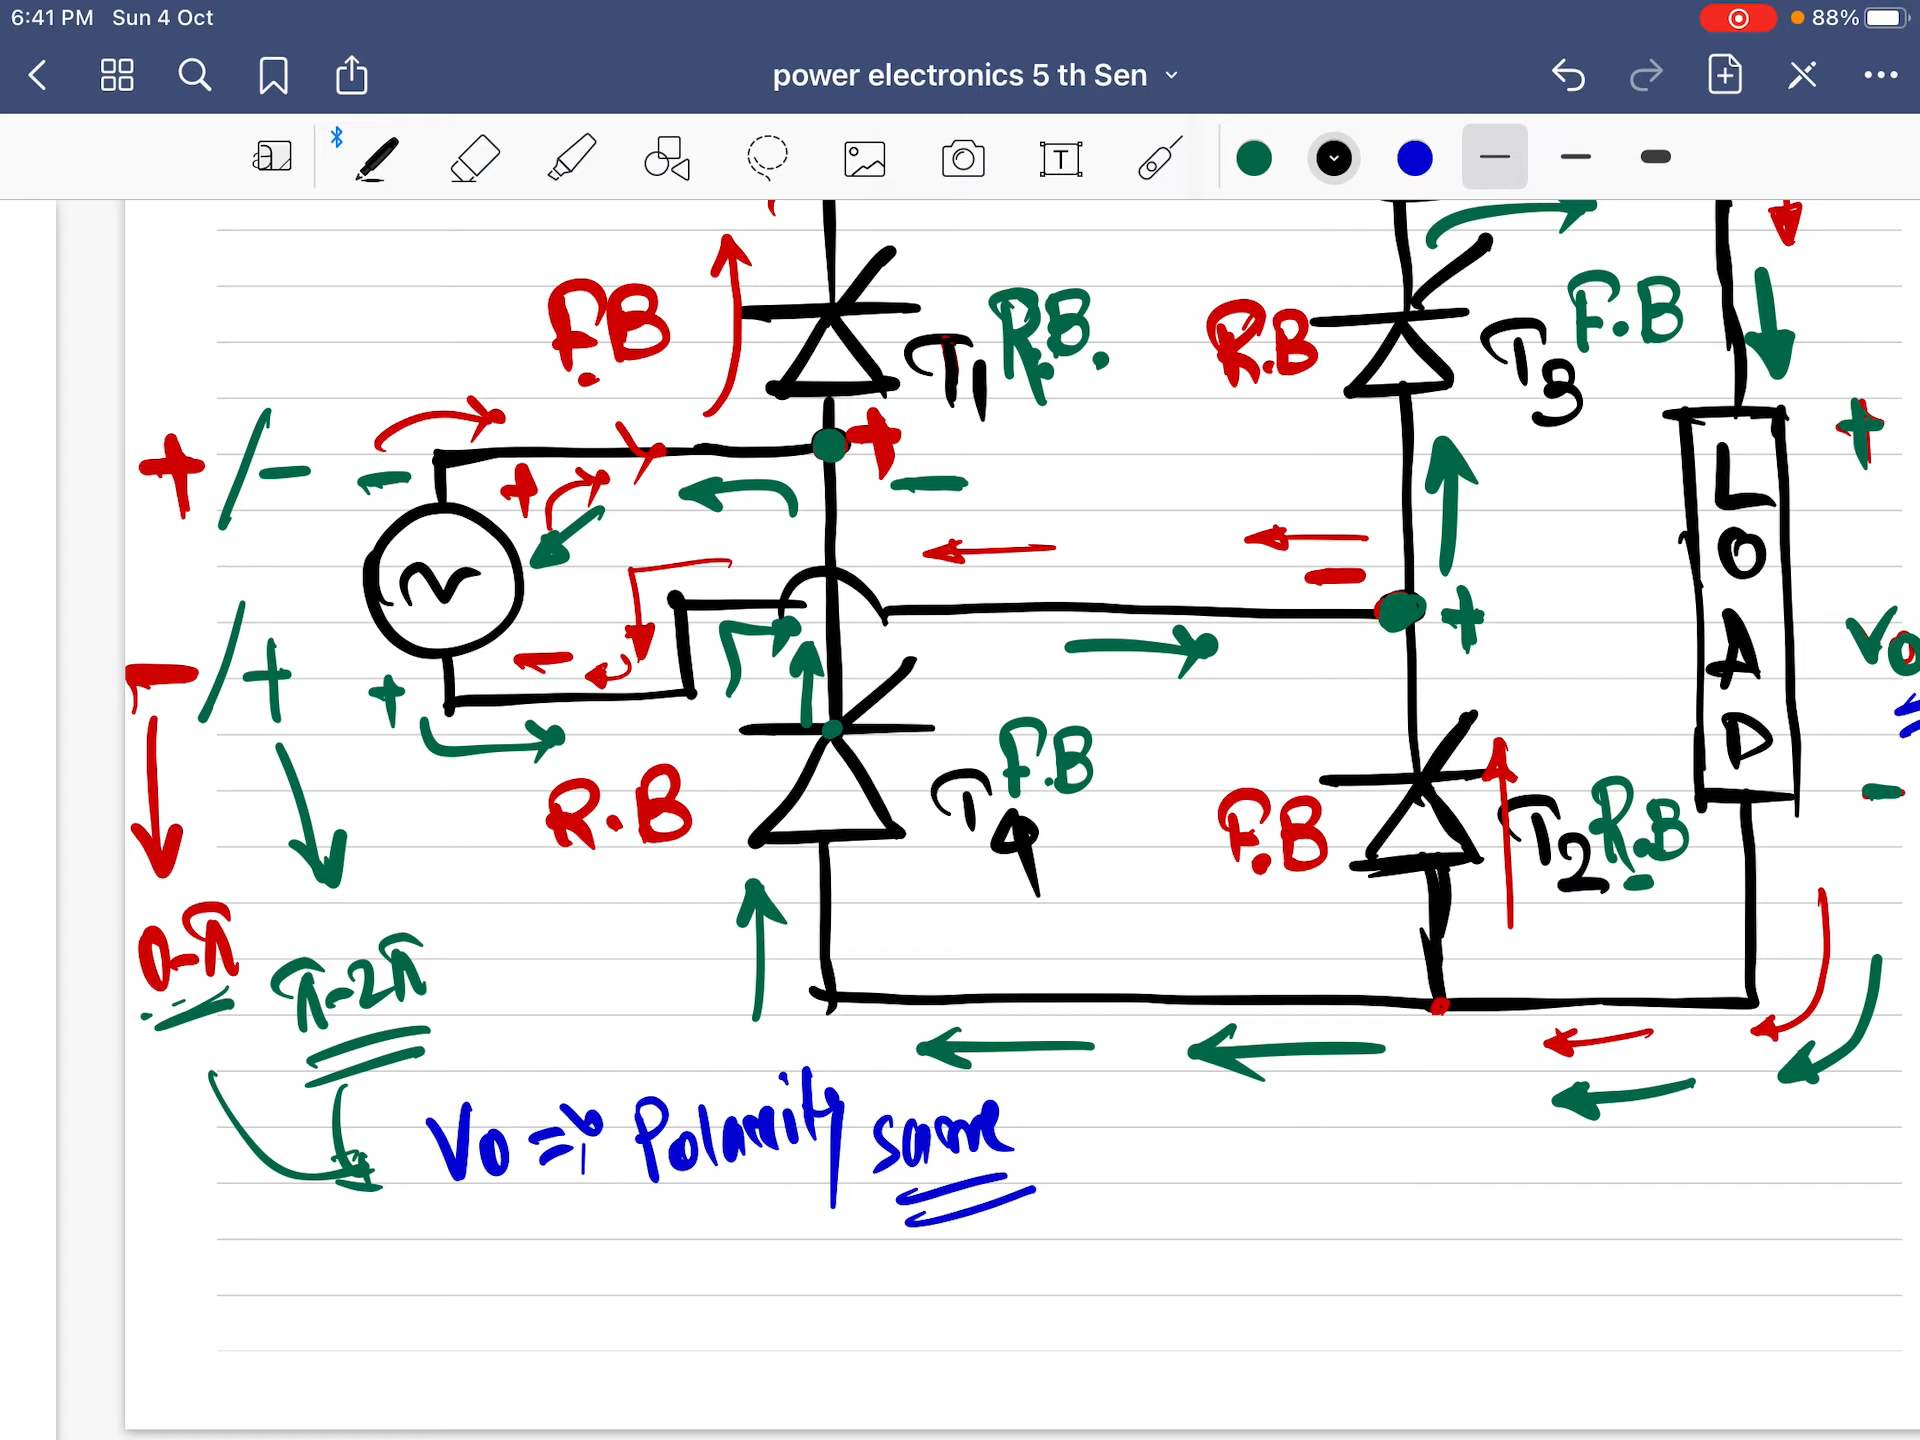 6:41 PM Sun 4 Oct
88%
power electronics 5 th Sen
T
F.B
T1
R.B.
R.B
T3
F.B
+ / -
-
+
+
-
+
-
+
L
O
A
D
- / +
+
-
Vo
-
R.B
T4
F.B
F.B
T2
R.B
0-π
π-2π
Vo => Polarity same